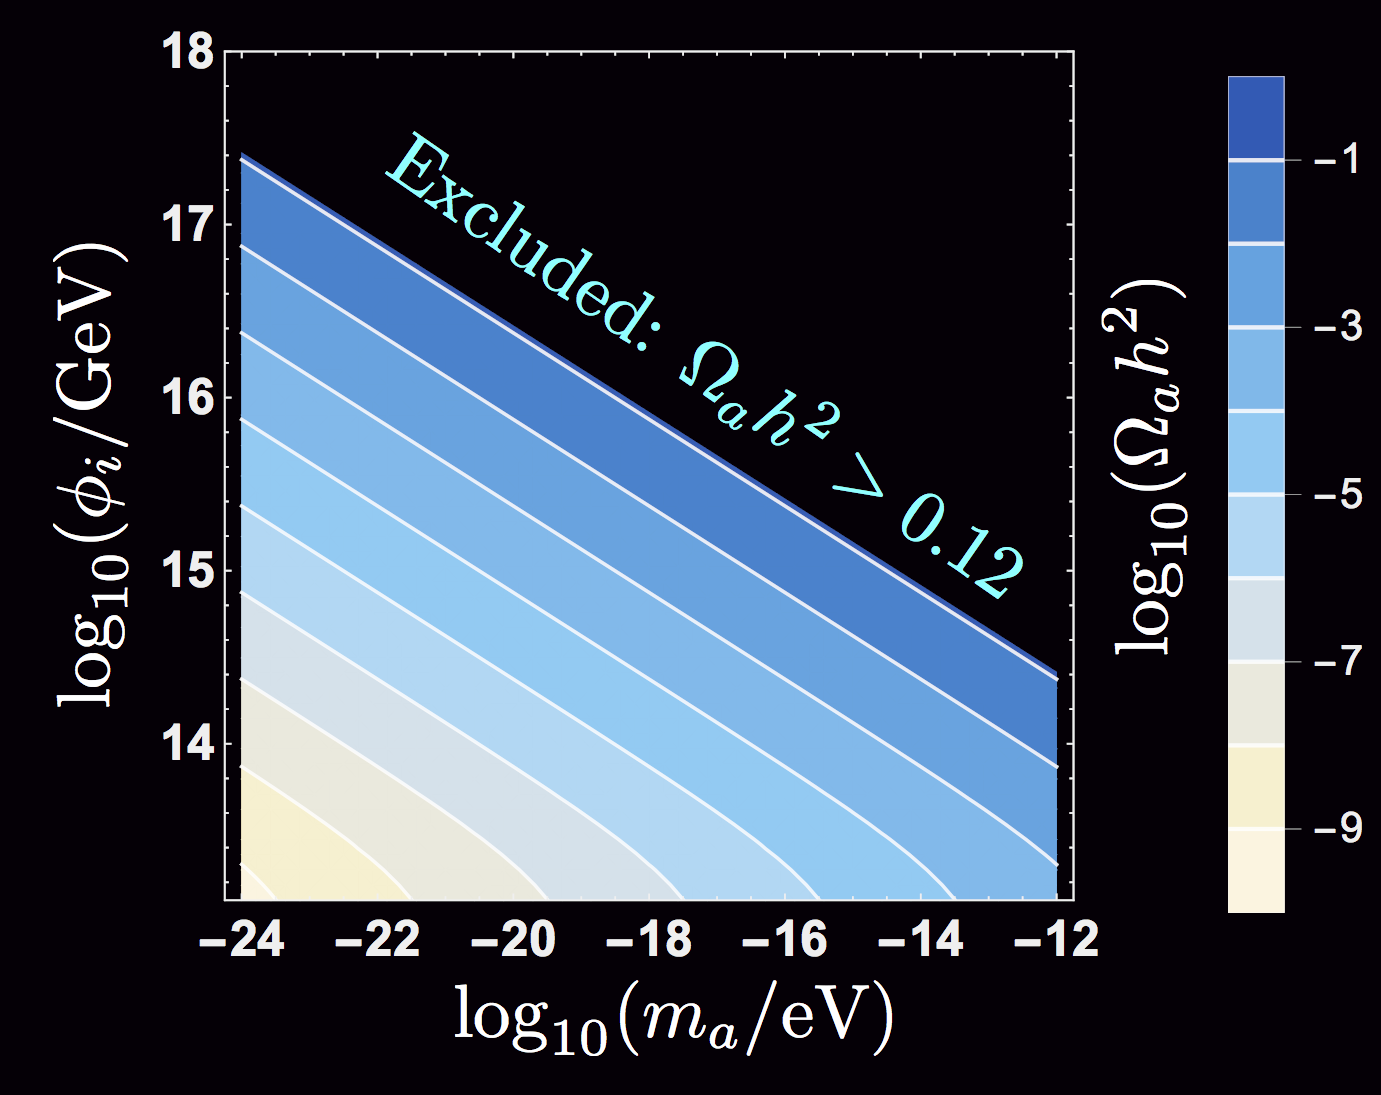 18
17
16
15
14
log₁₀(ϕᵢ/GeV)
Excluded: Ωₐh² > 0.12
−24 −22 −20 −18 −16 −14 −12
log₁₀(mₐ/eV)
−1
−3
−5
−7
−9
log₁₀(Ωₐh²)